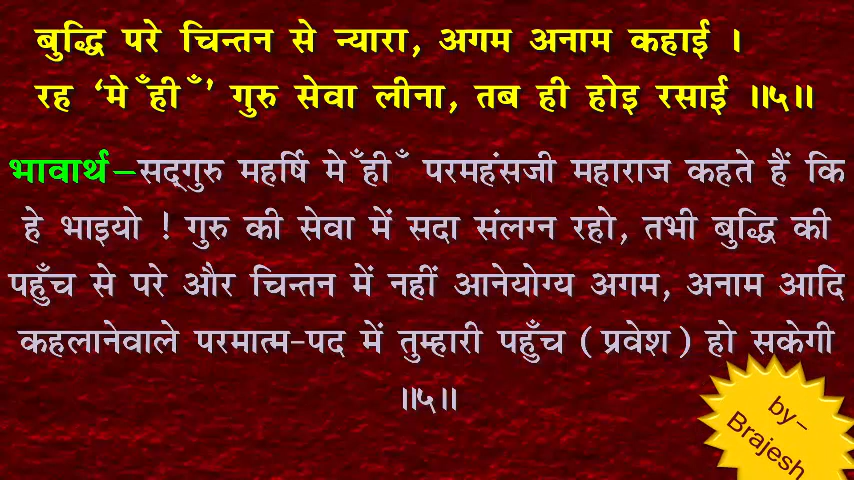 बुद्धि परे चिन्तन से न्यारा, अगम अनाम कहाई ।
रह ‘मेँहीँ’ गुरु सेवा लीना, तब ही होइ रसाई ॥५॥
भावार्थ–सद्गुरु महर्षि मेँहीँ परमहंसजी महाराज कहते हैं कि
हे भाइयो ! गुरु की सेवा में सदा संलग्न रहो, तभी बुद्धि की
पहुँच से परे और चिन्तन में नहीं आनेयोग्य अगम, अनाम आदि
कहलानेवाले परमात्म-पद में तुम्हारी पहुँच (प्रवेश) हो सकेगी
॥५॥
by–
Brajesh